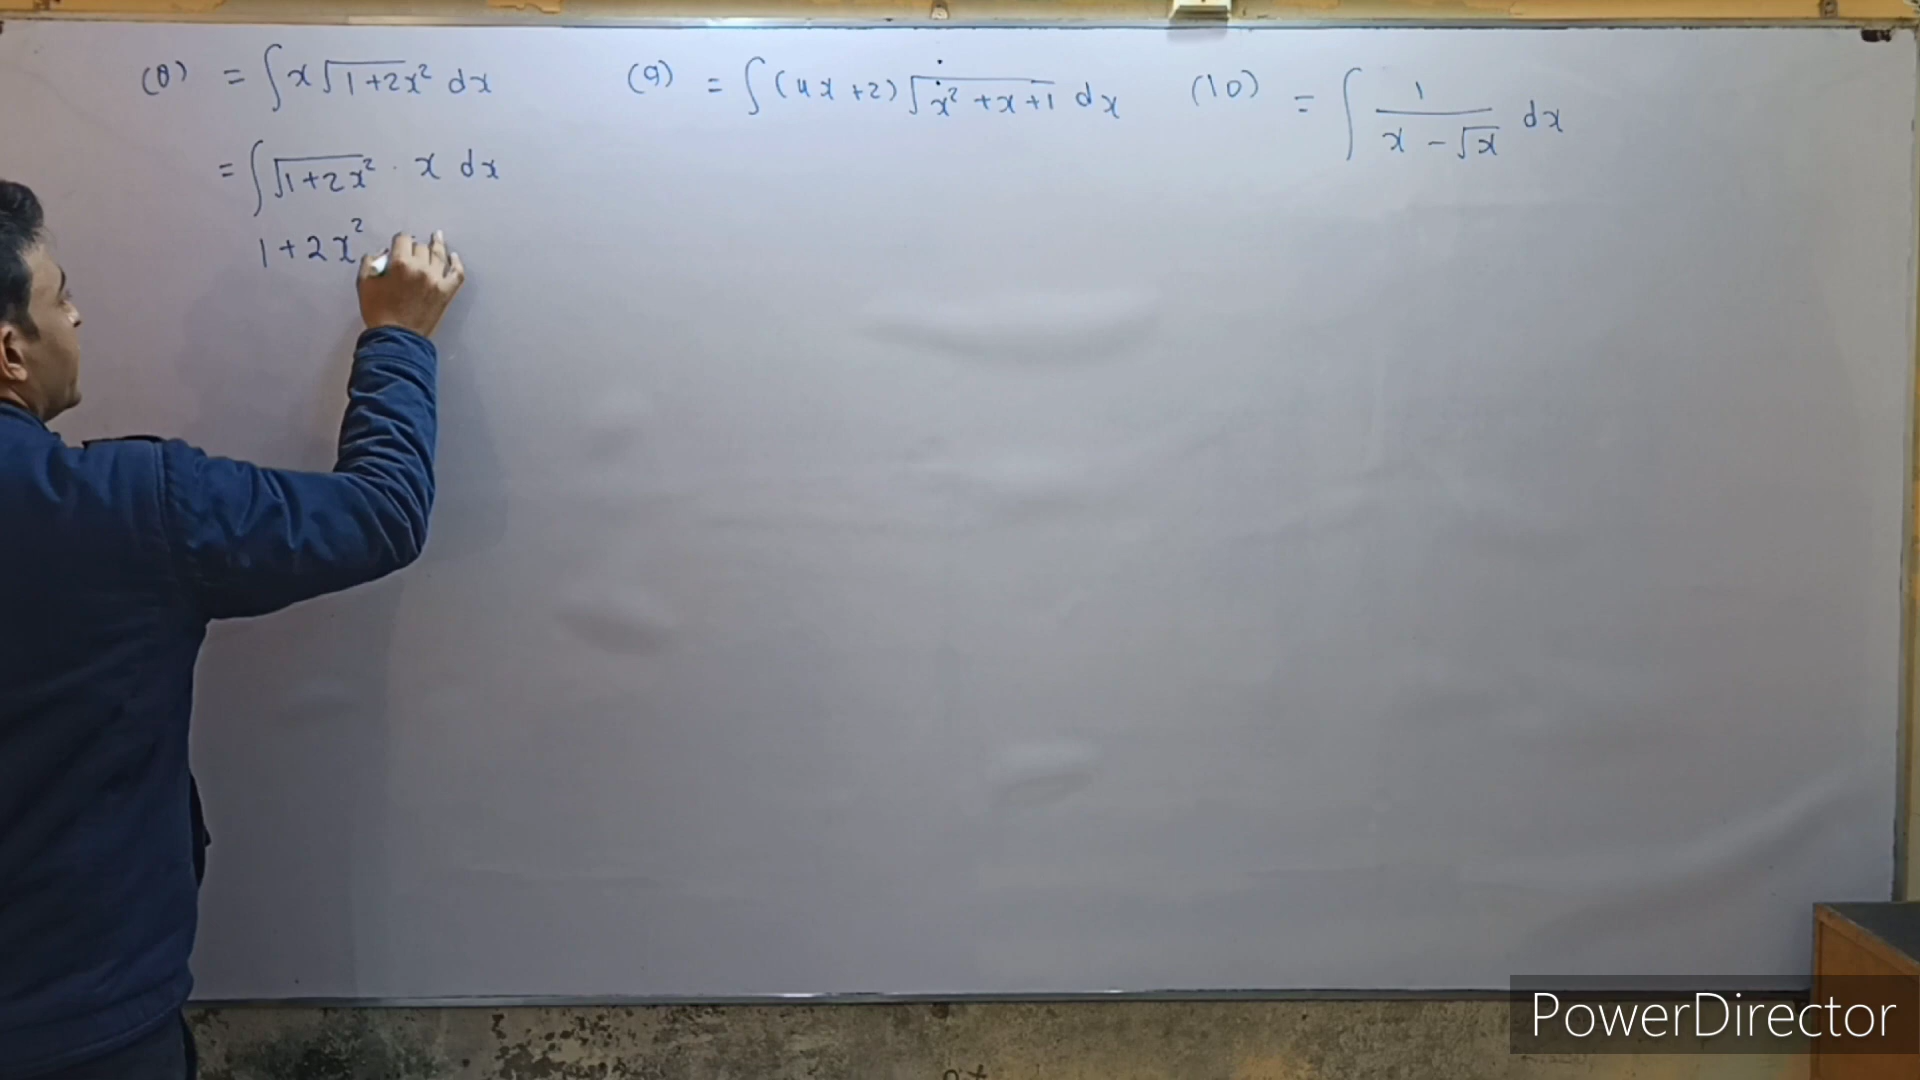 (8) = ∫ x √1+2x² dx
= ∫ √1+2x² · x dx
1 + 2x²
(9) = ∫ (4x +2) √x² + x + 1 dx
(10) = ∫ 1 / x - √x dx
PowerDirector